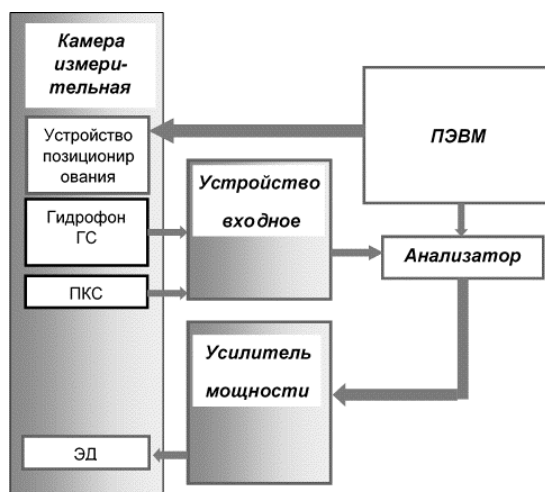 Камера
измери-
тельная
Устройство
позиционир
ования
Гидрофон
ГС
ПКС
ЭД
Устройство
входное
Усилитель
мощности
ПЭВМ
Анализатор